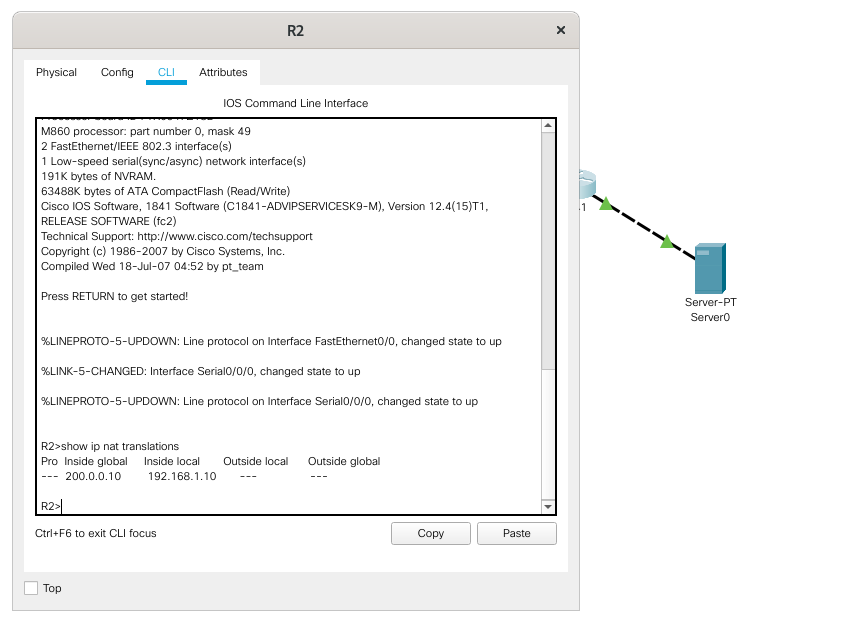 R2
Physical Config CLI Attributes
IOS Command Line Interface
M860 processor: part number 0, mask 49
2 FastEthernet/IEEE 802.3 interface(s)
1 Low-speed serial(sync/async) network interface(s)
191K bytes of NVRAM.
63488K bytes of ATA CompactFlash (Read/Write)
Cisco IOS Software, 1841 Software (C1841-ADVIPSERVICESK9-M), Version 12.4(15)T1,
RELEASE SOFTWARE (fc2)
Technical Support: http://www.cisco.com/techsupport
Copyright (c) 1986-2007 by Cisco Systems, Inc.
Compiled Wed 18-Jul-07 04:52 by pt_team
Press RETURN to get started!
%LINEPROTO-5-UPDOWN: Line protocol on Interface FastEthernet0/0, changed state to up
%LINK-5-CHANGED: Interface Serial0/0/0, changed state to up
%LINEPROTO-5-UPDOWN: Line protocol on Interface Serial0/0/0, changed state to up
R2>show ip nat translations
Pro Inside global Inside local Outside local Outside global
--- 200.0.0.10 192.168.1.10 --- ---
R2>
Ctrl+F6 to exit CLI focus
Copy Paste
Top
Server-PT
Server0